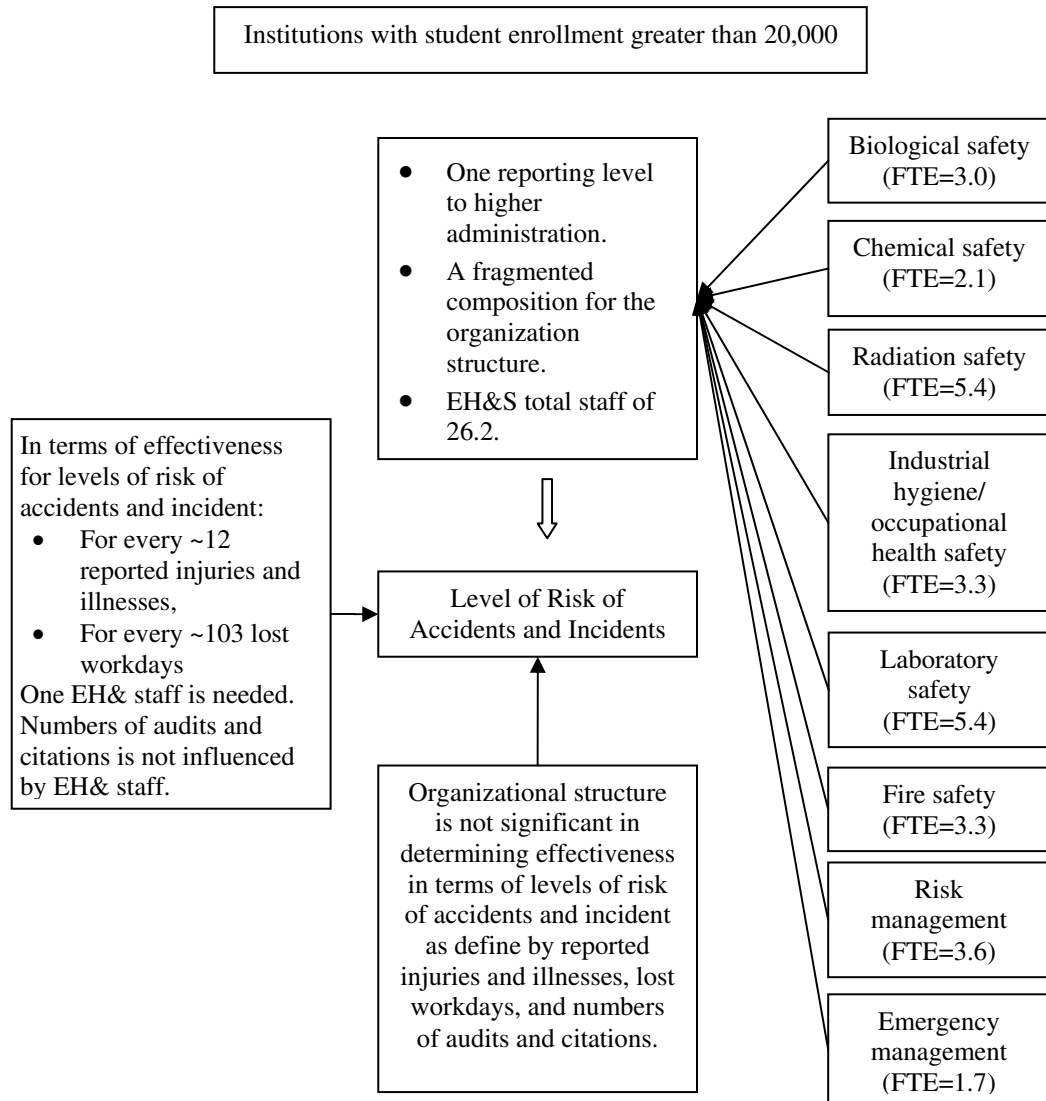 Institutions with student enrollment greater than 20,000
• One reporting level
to higher
administration.
• A fragmented
composition for the
organization
structure.
• EH&S total staff of
26.2.
Biological safety
(FTE=3.0)
Chemical safety
(FTE=2.1)
Radiation safety
(FTE=5.4)
Industrial
hygiene/
occupational
health safety
(FTE=3.3)
Laboratory
safety
(FTE=5.4)
Fire safety
(FTE=3.3)
Risk
management
(FTE=3.6)
Emergency
management
(FTE=1.7)
In terms of effectiveness
for levels of risk of
accidents and incident:
• For every ~12
reported injuries and
illnesses,
• For every ~103 lost
workdays
One EH& staff is needed.
Numbers of audits and
citations is not influenced
by EH& staff.
Level of Risk of
Accidents and Incidents
Organizational structure
is not significant in
determining effectiveness
in terms of levels of risk
of accidents and incident
as define by reported
injuries and illnesses, lost
workdays, and numbers
of audits and citations.